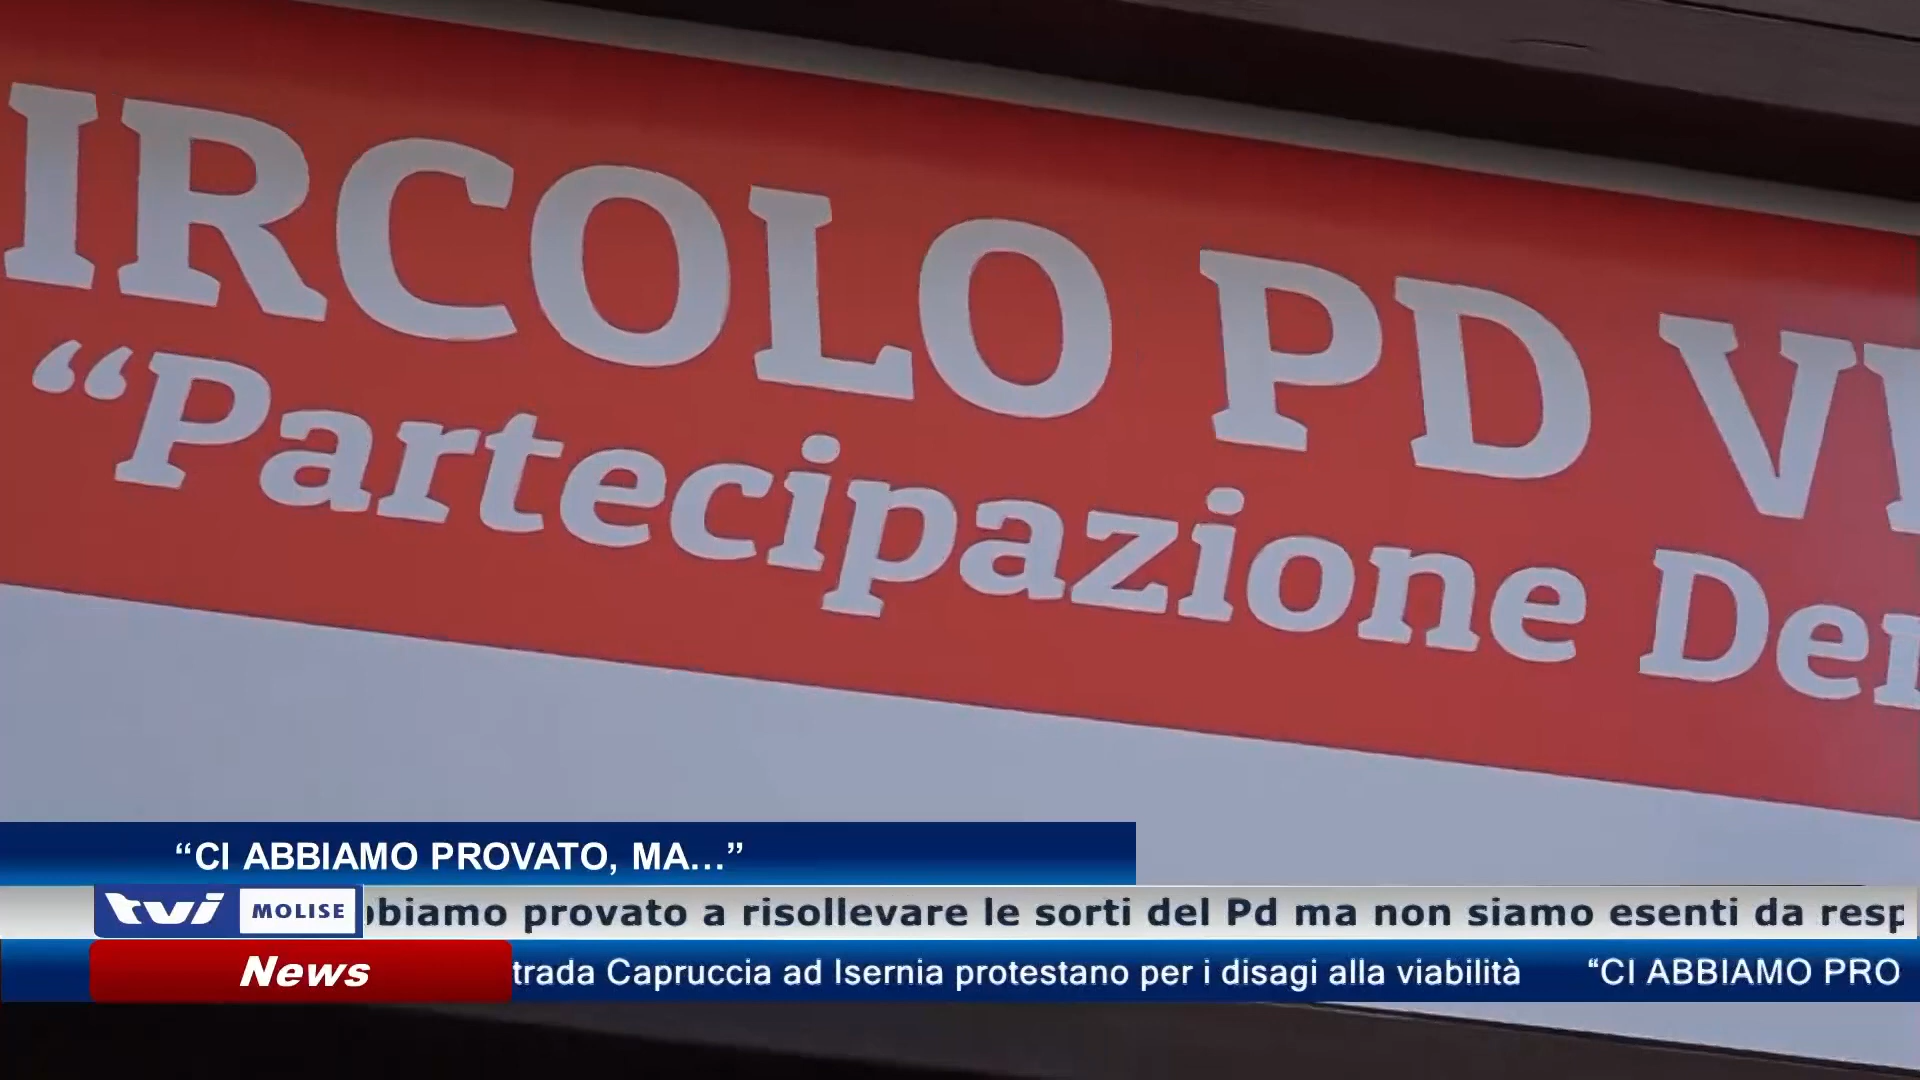 IRCOLO PD V
“Partecipazione De
“CI ABBIAMO PROVATO, MA...”
tvi MOLISE
bbiamo provato a risollevare le sorti del Pd ma non siamo esenti da resp
News
trada Capruccia ad Isernia protestano per i disagi alla viabilità “CI ABBIAMO PRO